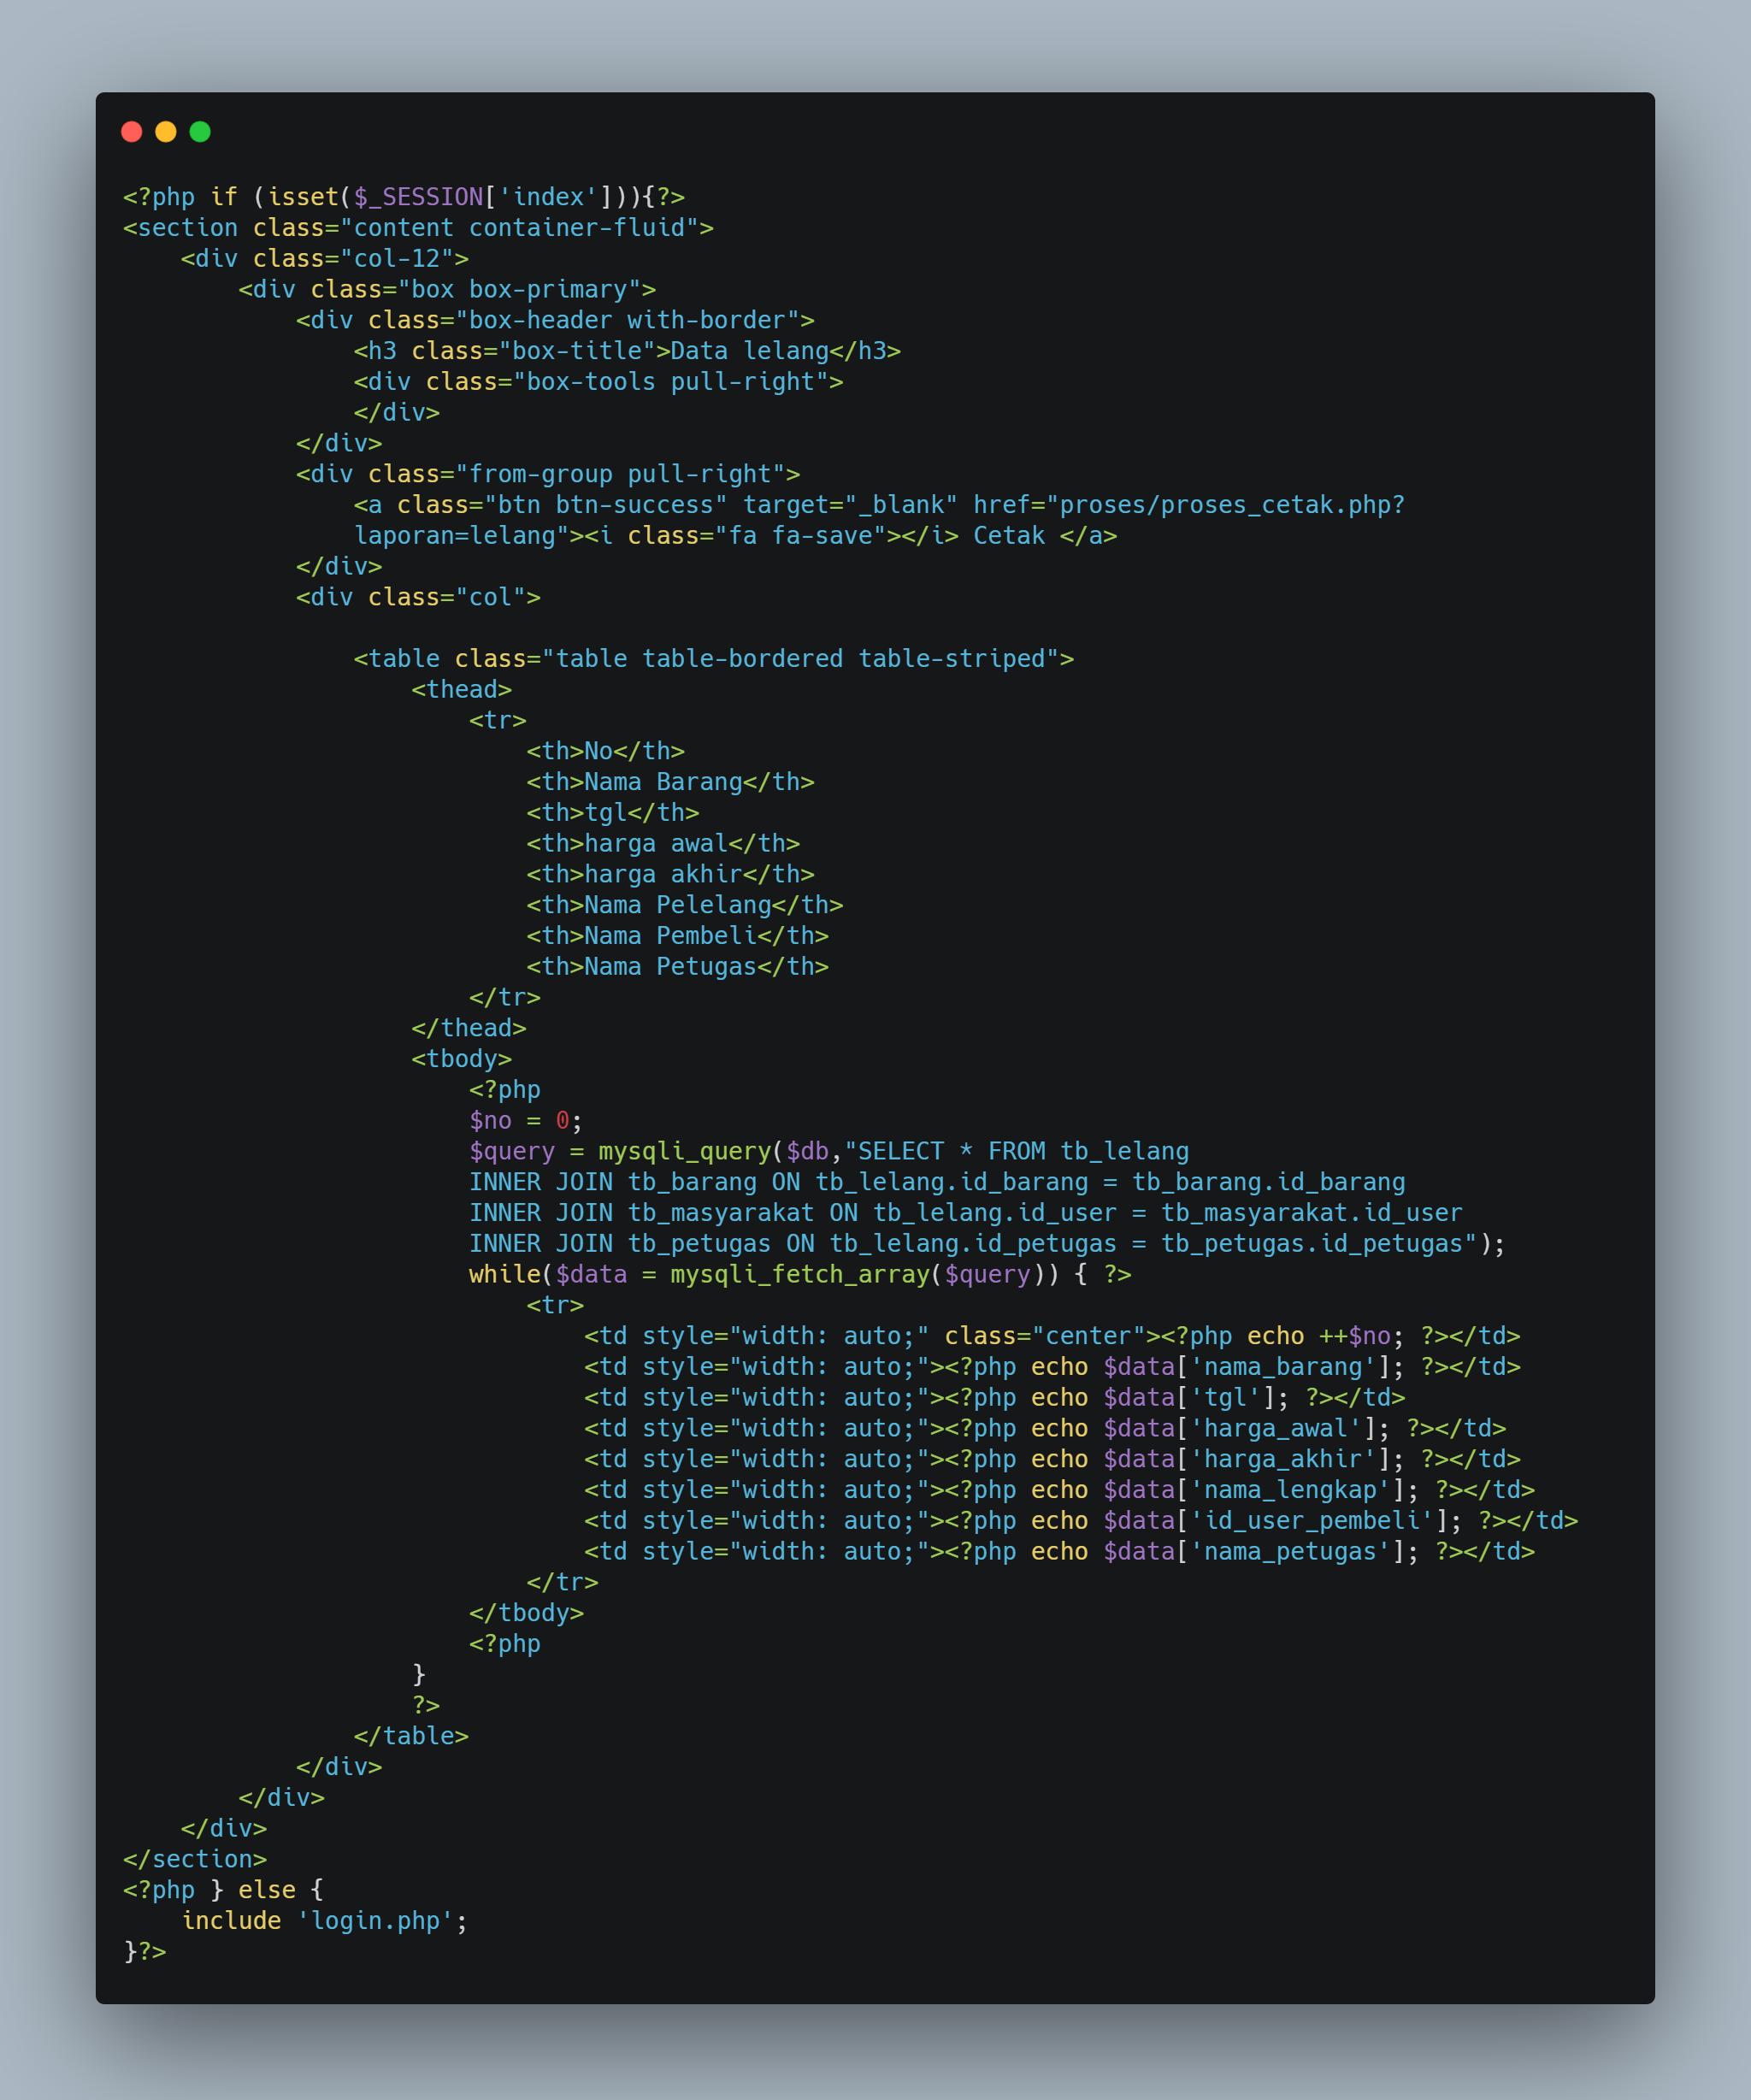 <?php if (isset($_SESSION['index'])){?>
<section class="content container-fluid">
    <div class="col-12">
        <div class="box box-primary">
            <div class="box-header with-border">
                <h3 class="box-title">Data lelang</h3>
                <div class="box-tools pull-right">
                </div>
            </div>
            <div class="from-group pull-right">
                <a class="btn btn-success" target="_blank" href="proses/proses_cetak.php?
                laporan=lelang"><i class="fa fa-save"></i> Cetak </a>
            </div>
            <div class="col">

                <table class="table table-bordered table-striped">
                    <thead>
                        <tr>
                            <th>No</th>
                            <th>Nama Barang</th>
                            <th>tgl</th>
                            <th>harga awal</th>
                            <th>harga akhir</th>
                            <th>Nama Pelelang</th>
                            <th>Nama Pembeli</th>
                            <th>Nama Petugas</th>
                        </tr>
                    </thead>
                    <tbody>
                        <?php
                        $no = 0;
                        $query = mysqli_query($db,"SELECT * FROM tb_lelang
                        INNER JOIN tb_barang ON tb_lelang.id_barang = tb_barang.id_barang
                        INNER JOIN tb_masyarakat ON tb_lelang.id_user = tb_masyarakat.id_user
                        INNER JOIN tb_petugas ON tb_lelang.id_petugas = tb_petugas.id_petugas");
                        while($data = mysqli_fetch_array($query)) { ?>
                            <tr>
                                <td style="width: auto;" class="center"><?php echo ++$no; ?></td>
                                <td style="width: auto;"><?php echo $data['nama_barang']; ?></td>
                                <td style="width: auto;"><?php echo $data['tgl']; ?></td>
                                <td style="width: auto;"><?php echo $data['harga_awal']; ?></td>
                                <td style="width: auto;"><?php echo $data['harga_akhir']; ?></td>
                                <td style="width: auto;"><?php echo $data['nama_lengkap']; ?></td>
                                <td style="width: auto;"><?php echo $data['id_user_pembeli']; ?></td>
                                <td style="width: auto;"><?php echo $data['nama_petugas']; ?></td>
                            </tr>
                        </tbody>
                        <?php
                    }
                    ?>
                </table>
            </div>
        </div>
    </div>
</section>
<?php } else {
    include 'login.php';
}?>